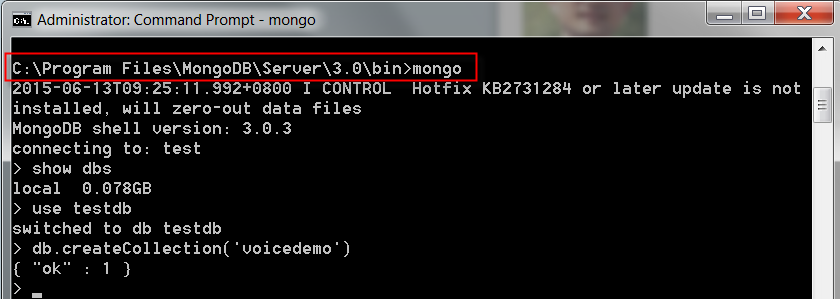 Administrator: Command Prompt - mongo
C:\Program Files\MongoDB\Server\3.0\bin>mongo
2015-06-13T09:25:11.992+0800 I CONTROL  Hotfix KB2731284 or later update is not
installed, will zero-out data files
MongoDB shell version: 3.0.3
connecting to: test
> show dbs
local  0.078GB
> use testdb
switched to db testdb
> db.createCollection('voicedemo')
{ "ok" : 1 }
>